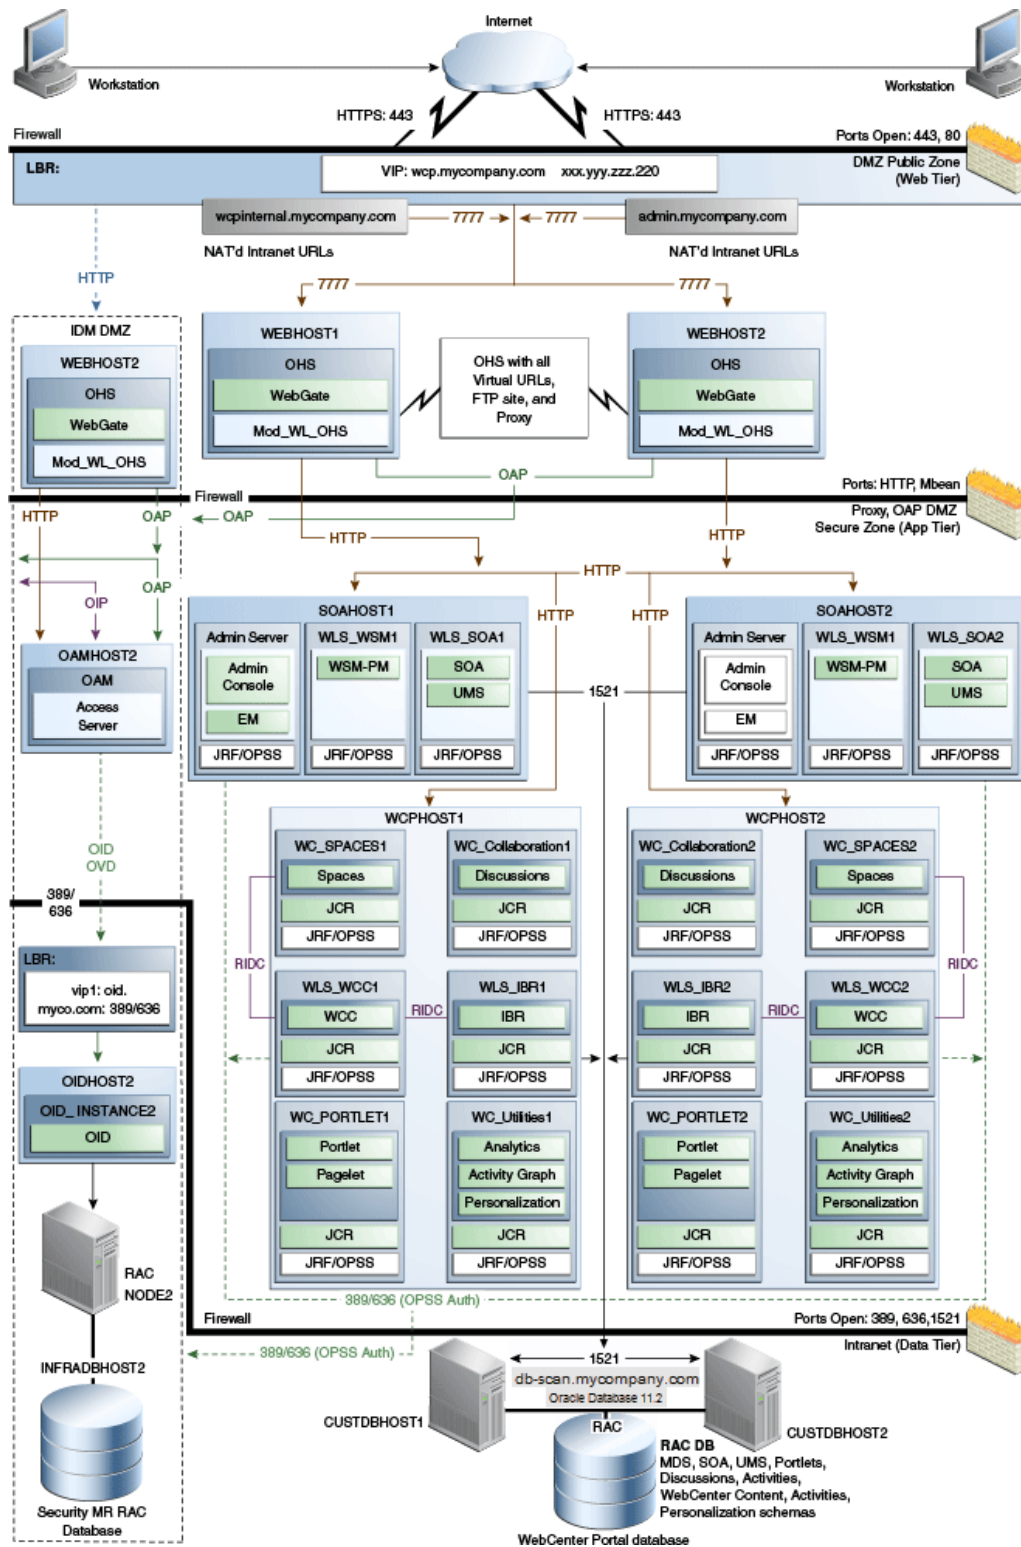 Internet
Workstation
Workstation
HTTPS: 443
HTTPS: 443
Firewall
Ports Open: 443, 80
LBR:
VIP: wcp.mycompany.com xxx.yyy.zzz.220
DMZ Public Zone
(Web Tier)
wcpinternal.mycompany.com
7777
7777
admin.mycompany.com
NAT'd Intranet URLs
NAT'd Intranet URLs
HTTP
7777
7777
IDM DMZ
WEBHOST2
OHS
WebGate
Mod_WL_OHS
WEBHOST1
OHS
WebGate
Mod_WL_OHS
OHS with all
Virtual URLs,
FTP site, and
Proxy
WEBHOST2
OHS
WebGate
Mod_WL_OHS
OAP
Firewall
Ports: HTTP, Mbean
HTTP
OAP
OAP
Proxy, OAP DMZ
Secure Zone (App Tier)
HTTP
HTTP
HTTP
OAP
OIP
HTTP
HTTP
OAMHOST2
OAM
Access
Server
SOAHOST1
Admin Server
Admin
Console
EM
JRF/OPSS
WLS_WSM1
WSM-PM
JRF/OPSS
WLS_SOA1
SOA
UMS
JRF/OPSS
1521
SOAHOST2
Admin Server
Admin
Console
EM
JRF/OPSS
WLS_WSM1
WSM-PM
JRF/OPSS
WLS_SOA2
SOA
UMS
JRF/OPSS
OID
OVD
389/
636
WCPHOST1
WC_SPACES1
Spaces
JCR
JRF/OPSS
WC_Collaboration1
Discussions
JCR
JRF/OPSS
RIDC
WLS_WCC1
WCC
JCR
JRF/OPSS
RIDC
WLS_IBR1
IBR
JCR
JRF/OPSS
WC_PORTLET1
Portlet
Pagelet
JCR
JRF/OPSS
WC_Utilities1
Analytics
Activity Graph
Personalization
JCR
JRF/OPSS
WCPHOST2
WC_Collaboration2
Discussions
JCR
JRF/OPSS
WC_SPACES2
Spaces
JCR
JRF/OPSS
RIDC
WLS_IBR2
IBR
JCR
JRF/OPSS
RIDC
WLS_WCC2
WCC
JCR
JRF/OPSS
WC_PORTLET2
Portlet
Pagelet
JCR
JRF/OPSS
WC_Utilities2
Analytics
Activity Graph
Personalization
JCR
JRF/OPSS
LBR:
vip1: oid.
myco.com: 389/636
OIDHOST2
OID_INSTANCE2
OID
RAC
NODE2
389/636 (OPSS Auth)
Firewall
Ports Open: 389, 636,1521
Intranet (Data Tier)
389/636 (OPSS Auth)
INFRADBHOST2
Security MR RAC
Database
1521
db-scan.mycompany.com
Oracle Database 11.2
CUSTDBHOST1
RAC
CUSTDBHOST2
RAC DB
MDS, SOA, UMS, Portlets,
Discussions, Activities,
WebCenter Content, Activities,
Personalization schemas
WebCenter Portal database